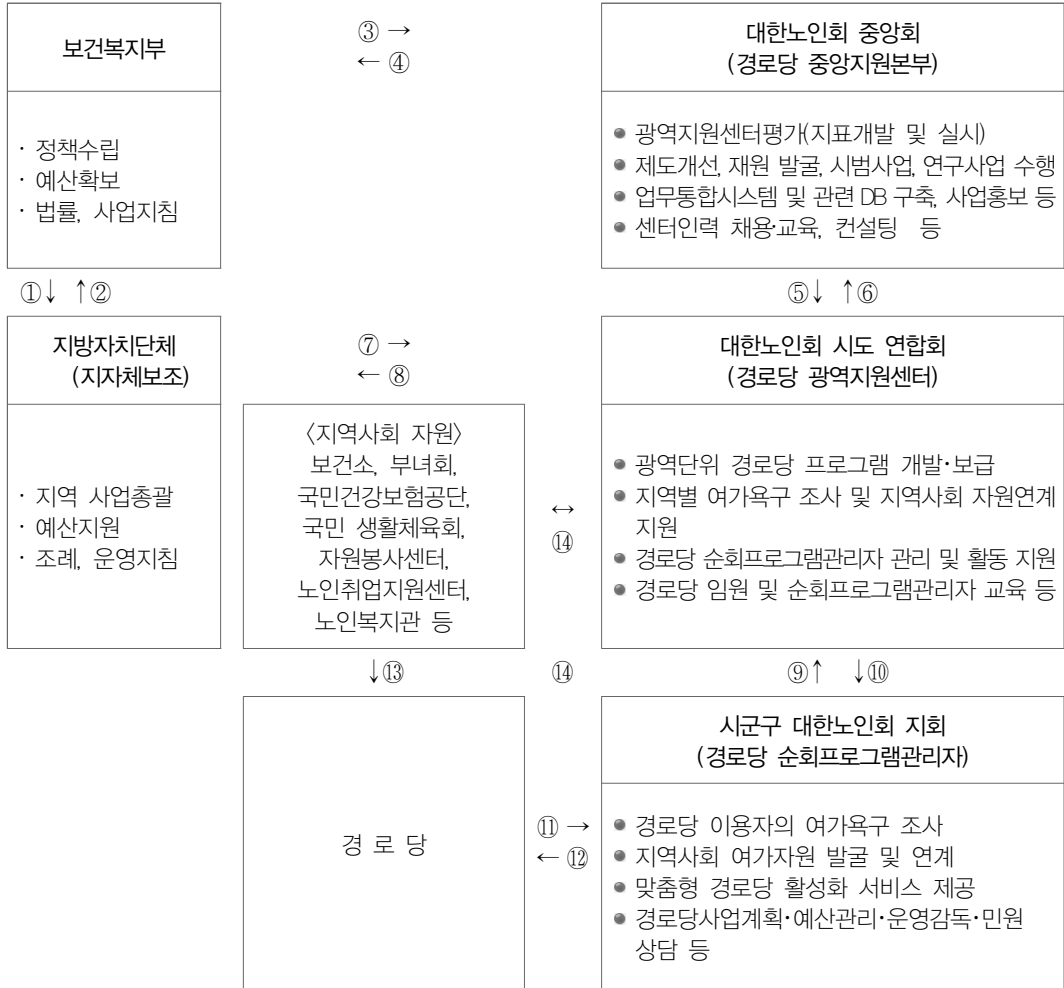 보건복지부
③ →
← ④
대한노인회 중앙회
(경로당 중앙지원본부)
· 정책수립
· 예산확보
· 법률, 사업지침
● 광역지원센터평가(지표개발 및 실시)
● 제도개선, 재원 발굴, 시범사업, 연구사업 수행
● 업무통합시스템 및 관련 DB 구축, 사업홍보 등
● 센터인력 채용·교육, 컨설팅 등
①↓ ↑②
⑤↓ ↑⑥
지방자치단체
(지자체보조)
⑦ →
← ⑧
대한노인회 시도 연합회
(경로당 광역지원센터)
· 지역 사업총괄
· 예산지원
· 조례, 운영지침
〈지역사회 자원〉
보건소, 부녀회,
국민건강보험공단,
국민 생활체육회,
자원봉사센터,
노인취업지원센터,
노인복지관 등
↔
⑭
● 광역단위 경로당 프로그램 개발·보급
● 지역별 여가욕구 조사 및 지역사회 자원연계
지원
● 경로당 순회프로그램관리자 관리 및 활동 지원
● 경로당 임원 및 순회프로그램관리자 교육 등
↓⑬
⑭
⑨↑ ↓⑩
경 로 당
⑪ →
← ⑫
시군구 대한노인회 지회
(경로당 순회프로그램관리자)
● 경로당 이용자의 여가욕구 조사
● 지역사회 여가자원 발굴 및 연계
● 맞춤형 경로당 활성화 서비스 제공
● 경로당사업계획·예산관리·운영감독·민원
상담 등